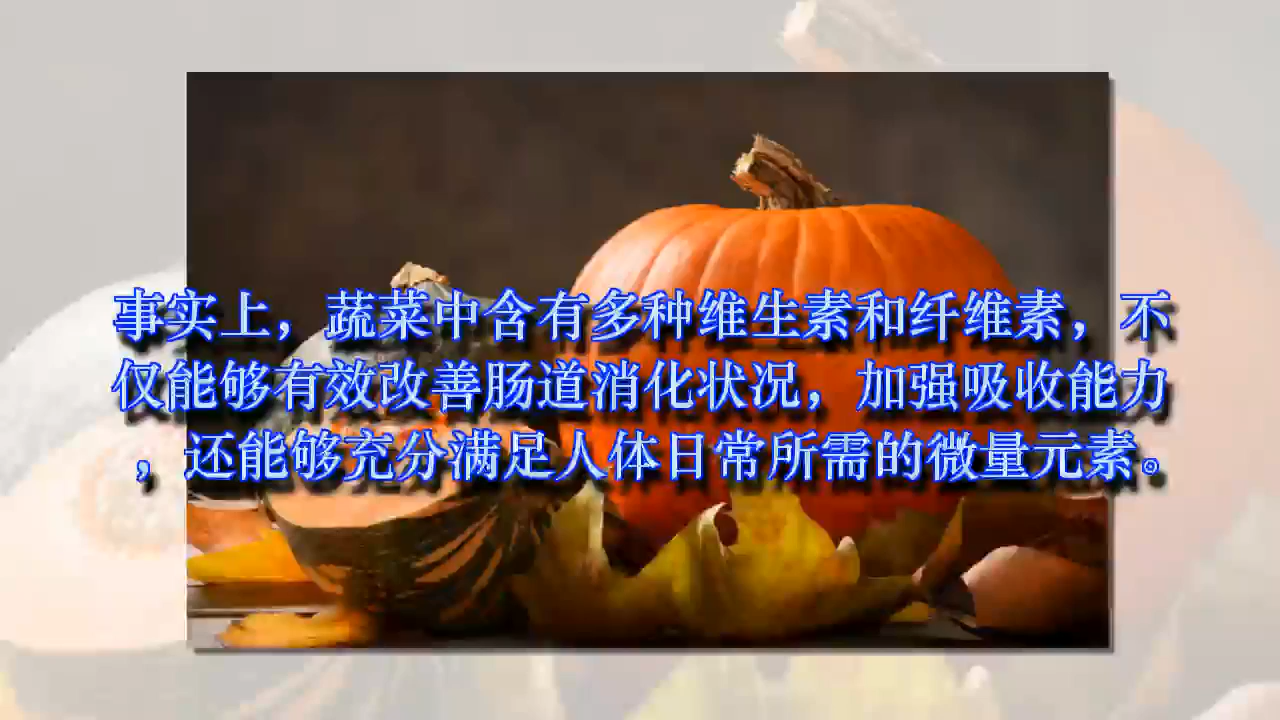 事实上，蔬菜中含有多种维生素和纤维素，不
仅能够有效改善肠道消化状况，加强吸收能力
，还能够充分满足人体日常所需的微量元素。